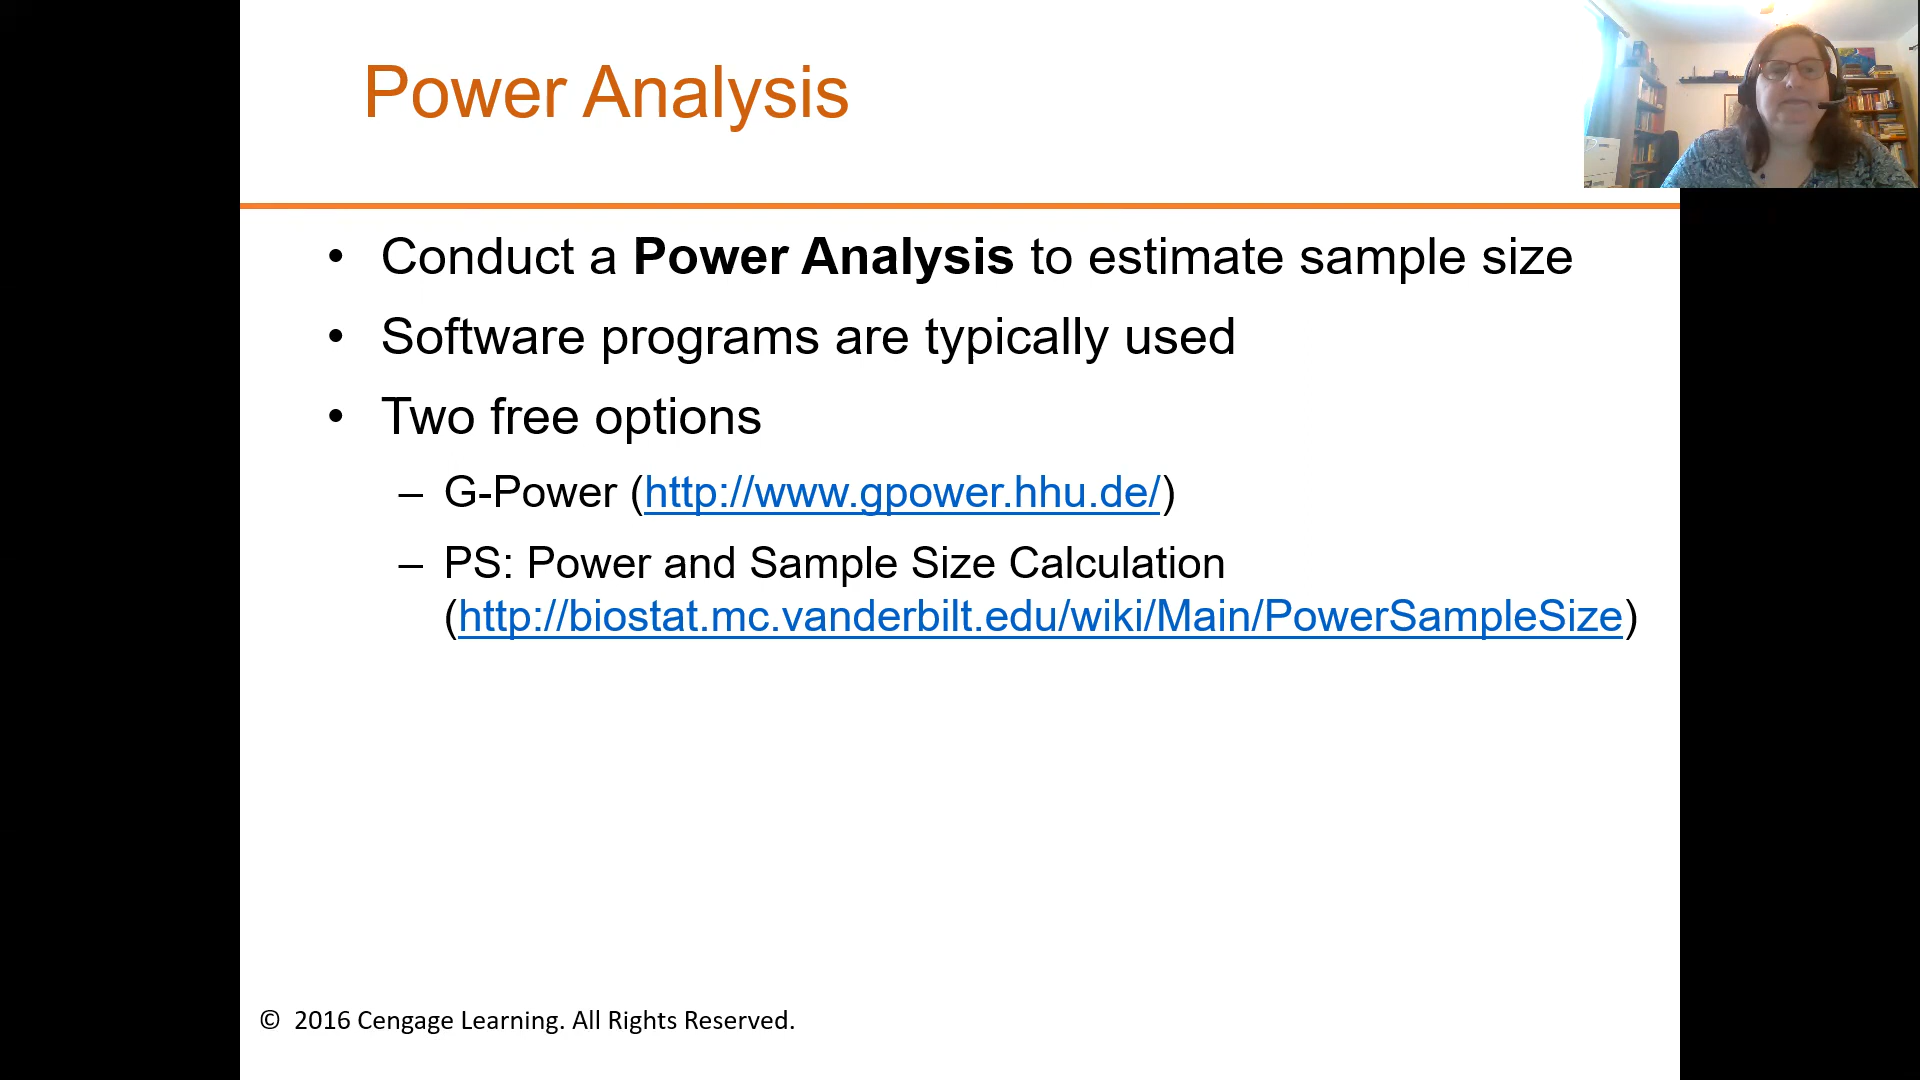 Power Analysis
• Conduct a Power Analysis to estimate sample size
• Software programs are typically used
• Two free options
– G-Power (http://www.gpower.hhu.de/)
– PS: Power and Sample Size Calculation
(http://biostat.mc.vanderbilt.edu/wiki/Main/PowerSampleSize)
© 2016 Cengage Learning. All Rights Reserved.